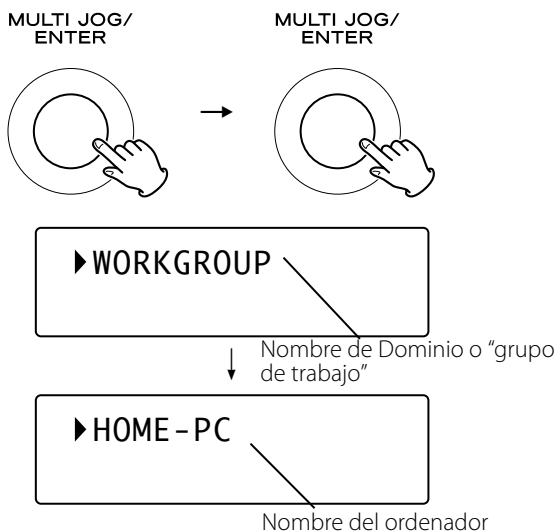 MULTI JOG/
ENTER
MULTI JOG/
ENTER
WORKGROUP
Nombre de Dominio o “grupo
de trabajo”
HOME-PC
Nombre del ordenador